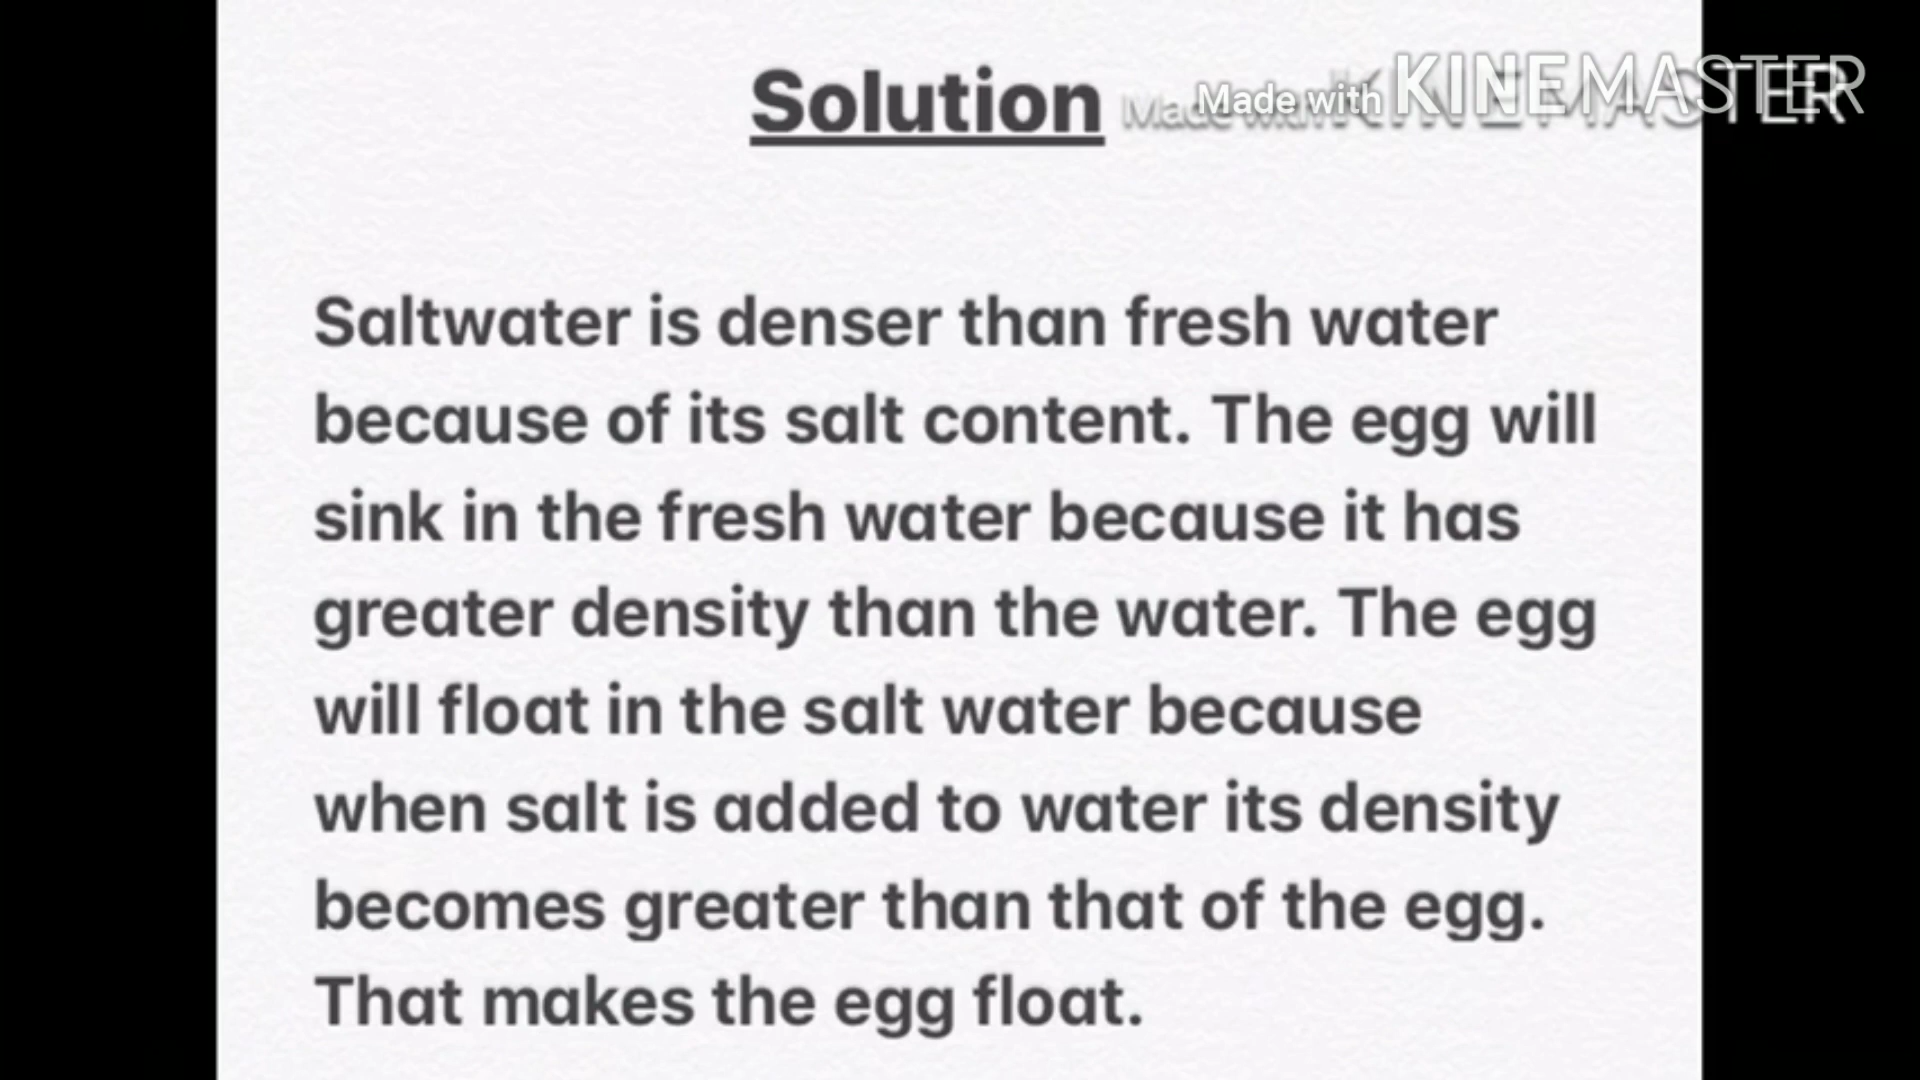 Solution
Made with KINEMASTER
Made with KINEMASTER
Saltwater is denser than fresh water
because of its salt content. The egg will
sink in the fresh water because it has
greater density than the water. The egg
will float in the salt water because
when salt is added to water its density
becomes greater than that of the egg.
That makes the egg float.